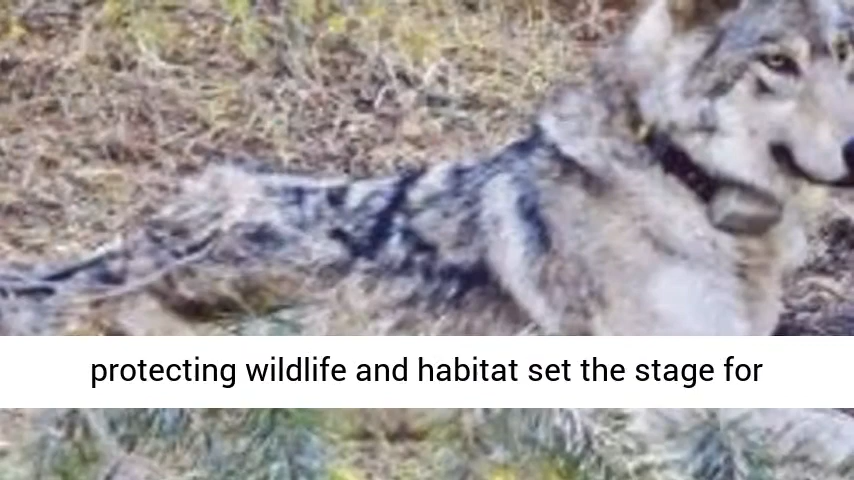 protecting wildlife and habitat set the stage for